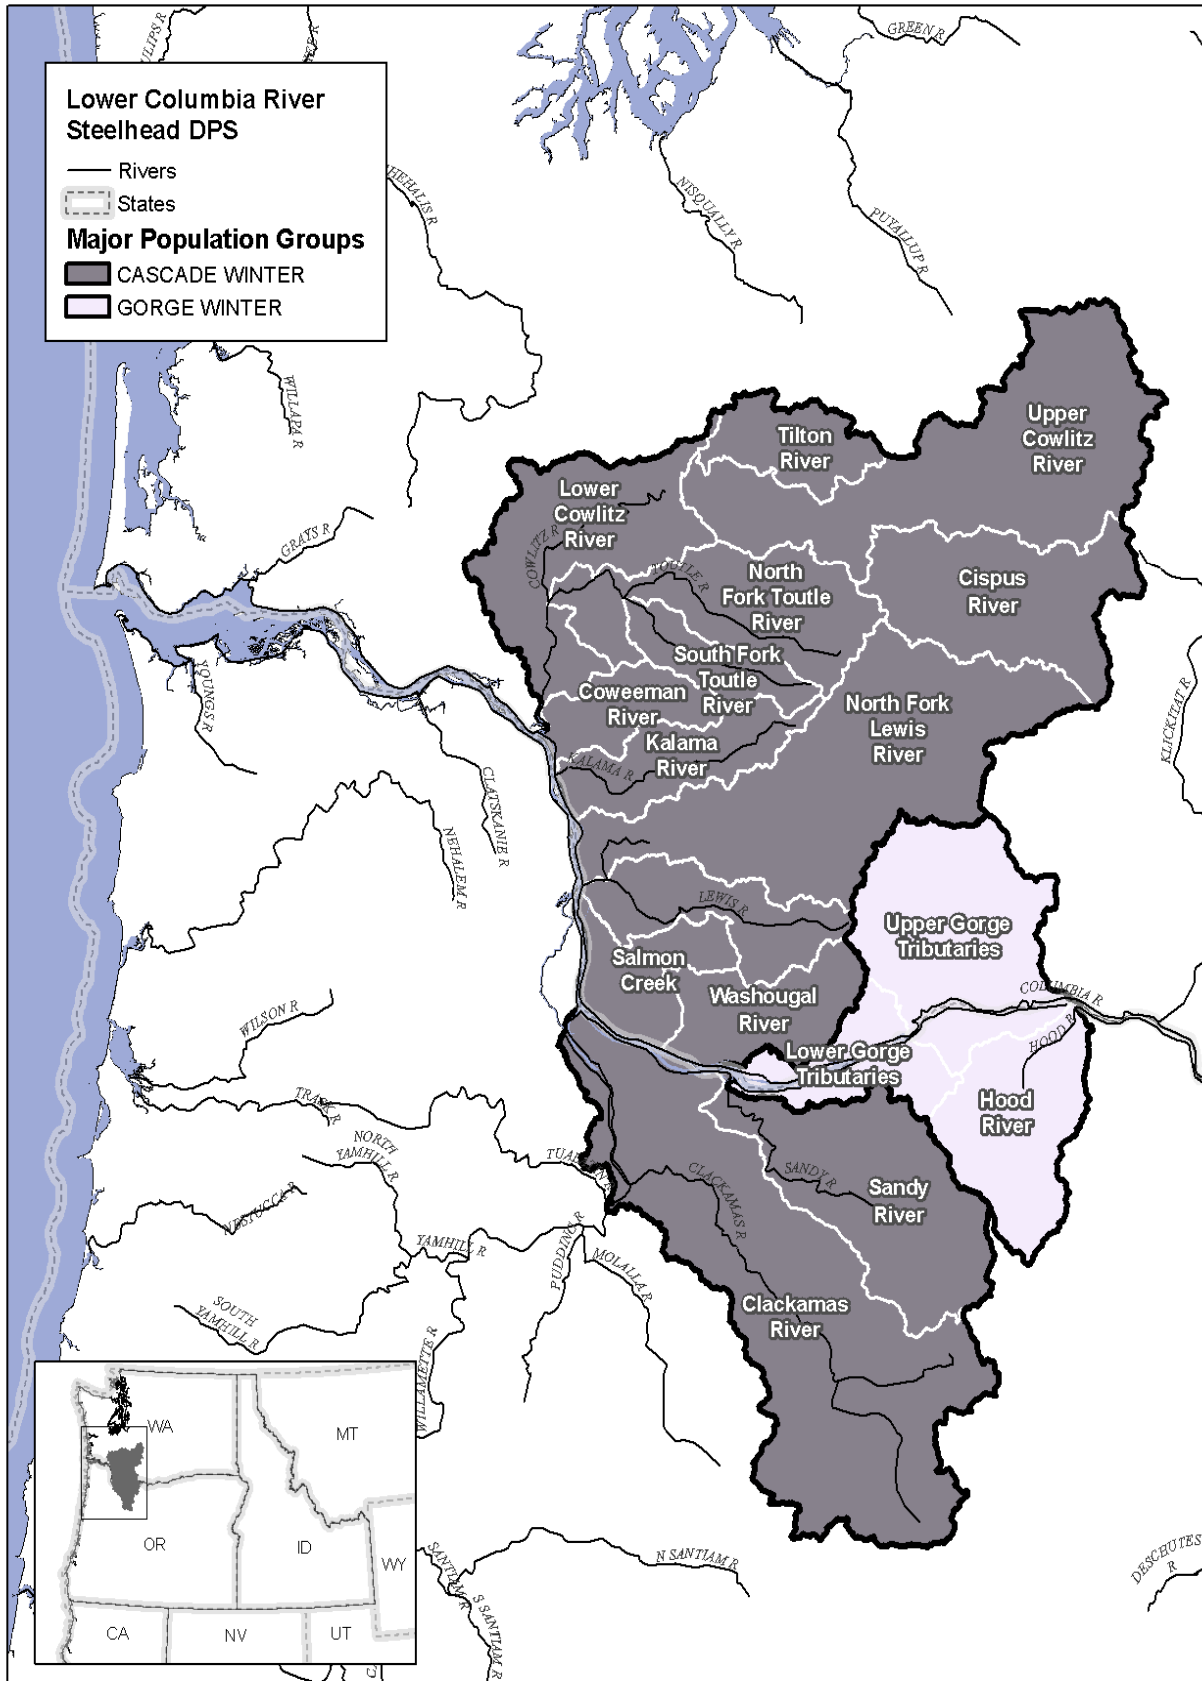 Lower Columbia River
Steelhead DPS
Rivers
States
Major Population Groups
CASCADE WINTER
GORGE WINTER
GREEN R
NISQUALLY R
PUYALLUP R
WILLAPA R
GRAYS R
COWLITZ R
YOUNGS R
CLATSKANIE R
NEHALEM R
KALAMA R
LEWIS R
KLICKITAT R
COLUMBIA R
HOOD R
WILSON R
TRASK R
NORTH
YAMHILL R
NESTUCCA R
YAMHILL R
SOUTH
YAMHILL R
PUDDING R
MOLALLA R
WILLAMETTE R
CLACKAMAS R
SANDY R
SANTIAM R
N SANTIAM R
S SANTIAM R
DESCHUTES
R
Upper
Cowlitz
River
Tilton
River
Lower
Cowlitz
River
North
Fork Toutle
River
Cispus
River
South Fork
Toutle
River
Coweeman
River
Kalama
River
North Fork
Lewis
River
Upper Gorge
Tributaries
Salmon
Creek
Washougal
River
Lower Gorge
Tributaries
Hood
River
Sandy
River
Clackamas
River
WA
MT
OR
ID
WY
CA
NV
UT